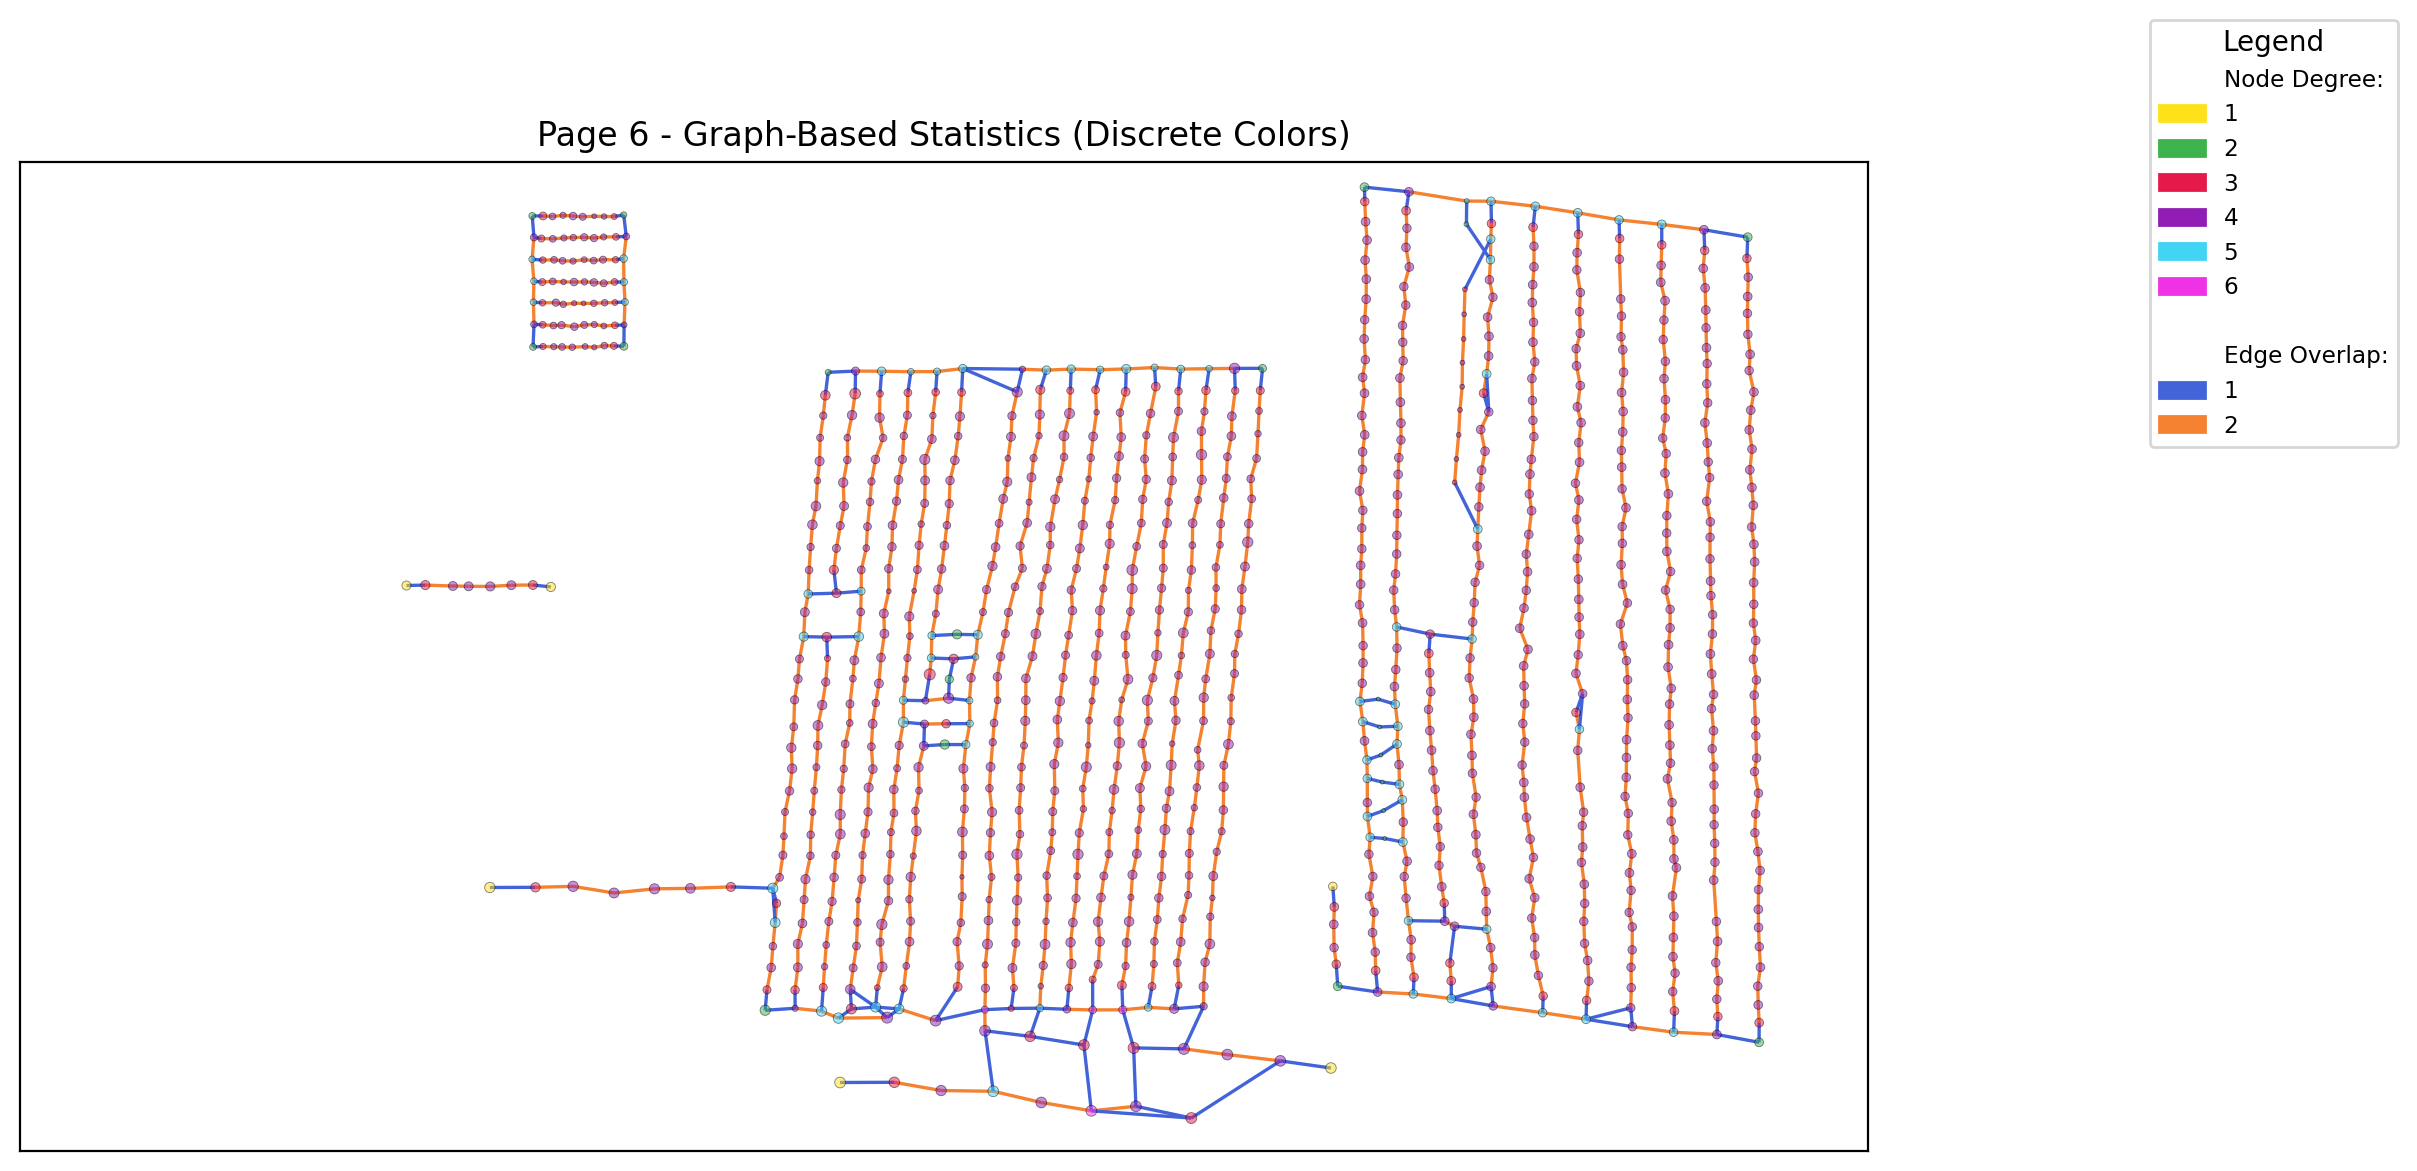 Page 6 - Graph-Based Statistics (Discrete Colors)
Legend
Node Degree:
1
2
3
4
5
6
Edge Overlap:
1
2